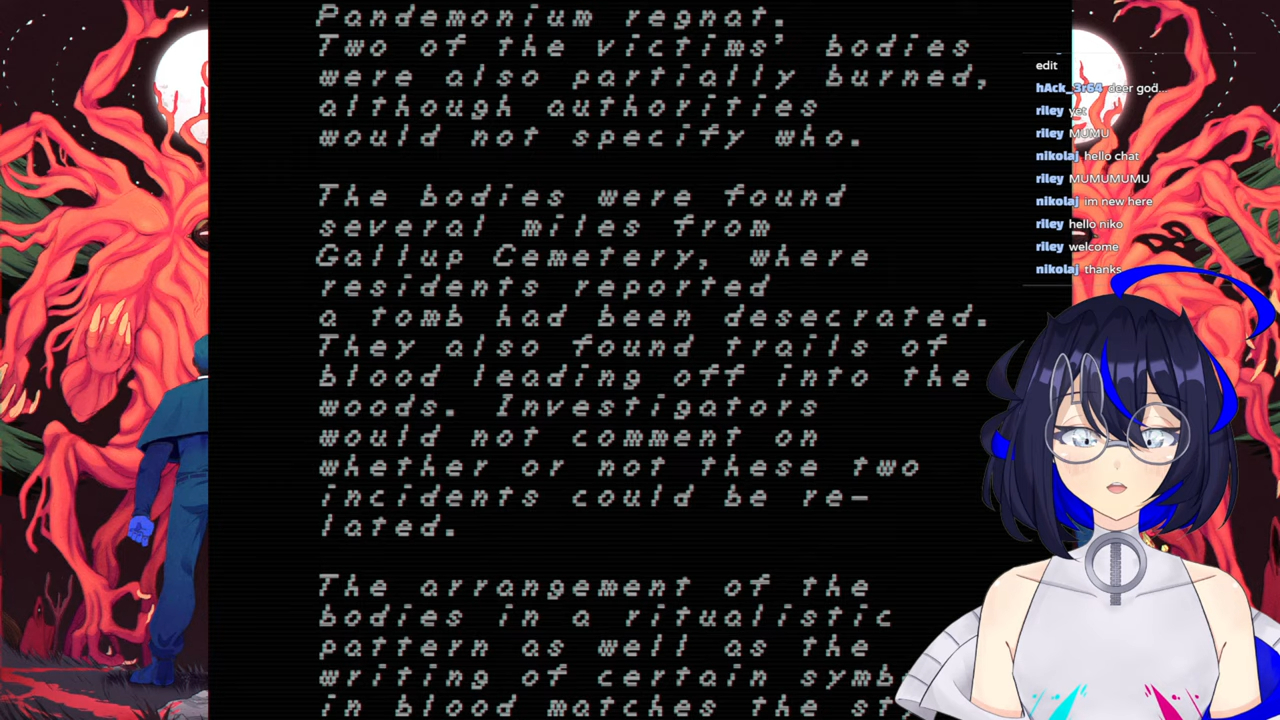 Pandemonium regnat.
Two of the victims' bodies
were also partially burned,
although authorities
would not specify who.
The bodies were found
several miles from
Gallup Cemetery, where
residents reported
a tomb had been desecrated.
They also found trails of
blood leading off into the
woods. Investigators
would not comment on
whether or not these two
incidents could be re-
lated.
The arrangement of the
bodies in a ritualistic
pattern as well as the
writing of certain
in blood matches the
edit
hAck_3r64 deer god...
riley yet
riley MUMU
nikolaj hello chat
riley MUMUMUMU
nikolaj im new here
riley hello niko
riley welcome
nikolaj thanks